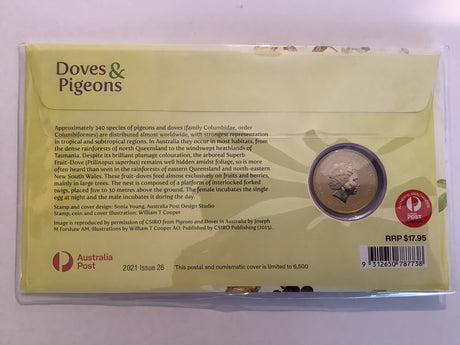 Doves &
Pigeons
Approximately 340 species of pigeons and doves (family Columbidae, order
Columbiformes) are distributed almost worldwide, with strongest representation
in tropical and subtropical regions. In Australia they occur in most habitats, from
the dense rainforests of north Queensland to the windswept heathlands of
Tasmania. Despite its brilliant plumage colouration, the arboreal Superb
Fruit-Dove (Ptilinopus superbus) remains well hidden amidst foliage, so is more
often heard than seen in the rainforests of eastern Queensland and north-eastern
New South Wales. These fruit-doves feed almost exclusively on fruits and berries,
mainly in large trees. The nest is composed of a platform of interlocked forked
twigs, placed five to 30 metres above the ground. The female incubates the single
egg at night and the male incubates it during the day.
Stamp and cover design: Sonia Young, Australia Post Design Studio
Stamp, coin and cover illustration: William T Cooper
Image is reproduced by permission of CSIRO from Pigeons and Doves in Australia by Joseph
M Forshaw AM, Illustrations by William T Cooper AO, Published by CSIRO Publishing (2015).
POST
RRP $17.95
Australia
Post
2021 Issue 26
This postal and numismatic cover is limited to 6,500
9 312650 787738